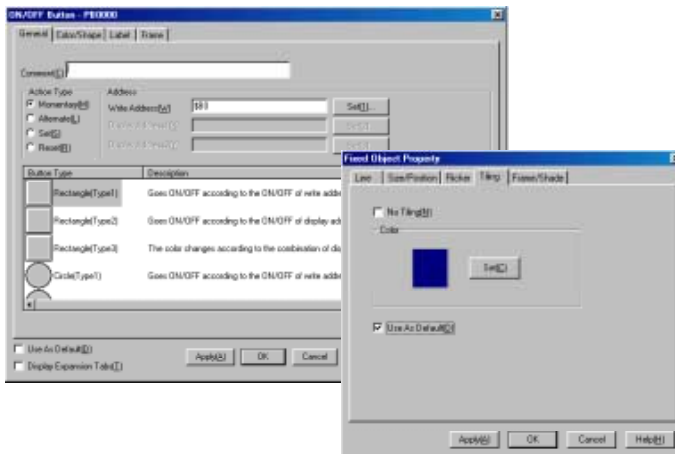 ON/OFF Button - PB0000
General Color/Shape Label Frame
Comment(E)
Action Type
Address
Momentary(H)
Write Address(W)
Set(T)...
Alternate(L)
Set(S)
Reset(R)
Button Type Description
Rectangle(Type1) Goes ON/OFF according to the ON/OFF of write addre
Rectangle(Type2) Goes ON/OFF according to the ON/OFF of display ad
Rectangle(Type3) The color changes according to the combination of dis
Circle(Type1) Goes ON/OFF according to the ON/OFF of write addre
Use As Default(D)
Display Expansion Tabs(T)
Apply(A) OK Cancel
Fixed Object Property
Line Size/Position Flicker Tiling Frame/Shade
No Tiling(N)
Color
Set(C)
Use As Default(D)
Apply(A) OK Cancel Help(H)